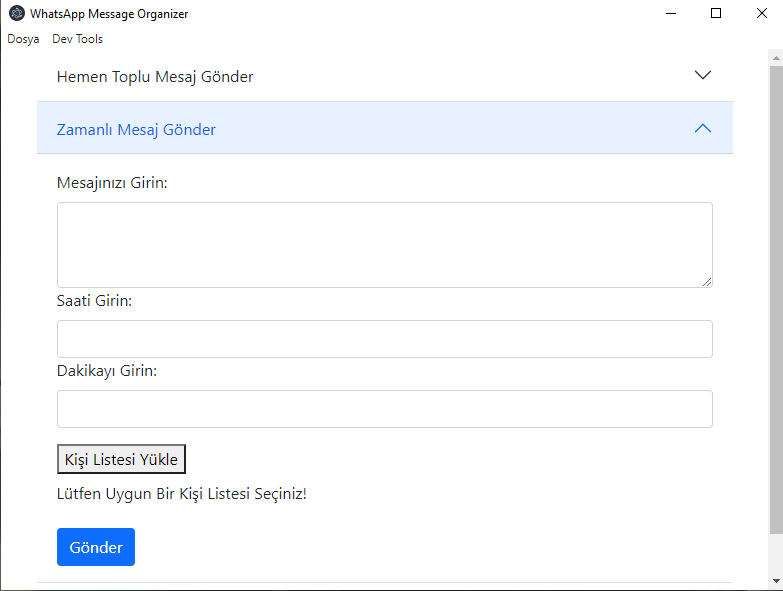 WhatsApp Message Organizer
Dosya Dev Tools
Hemen Toplu Mesaj Gönder
Zamanlı Mesaj Gönder
Mesajınızı Girin:
Saati Girin:
Dakikayı Girin:
Kişi Listesi Yükle
Lütfen Uygun Bir Kişi Listesi Seçiniz!
Gönder